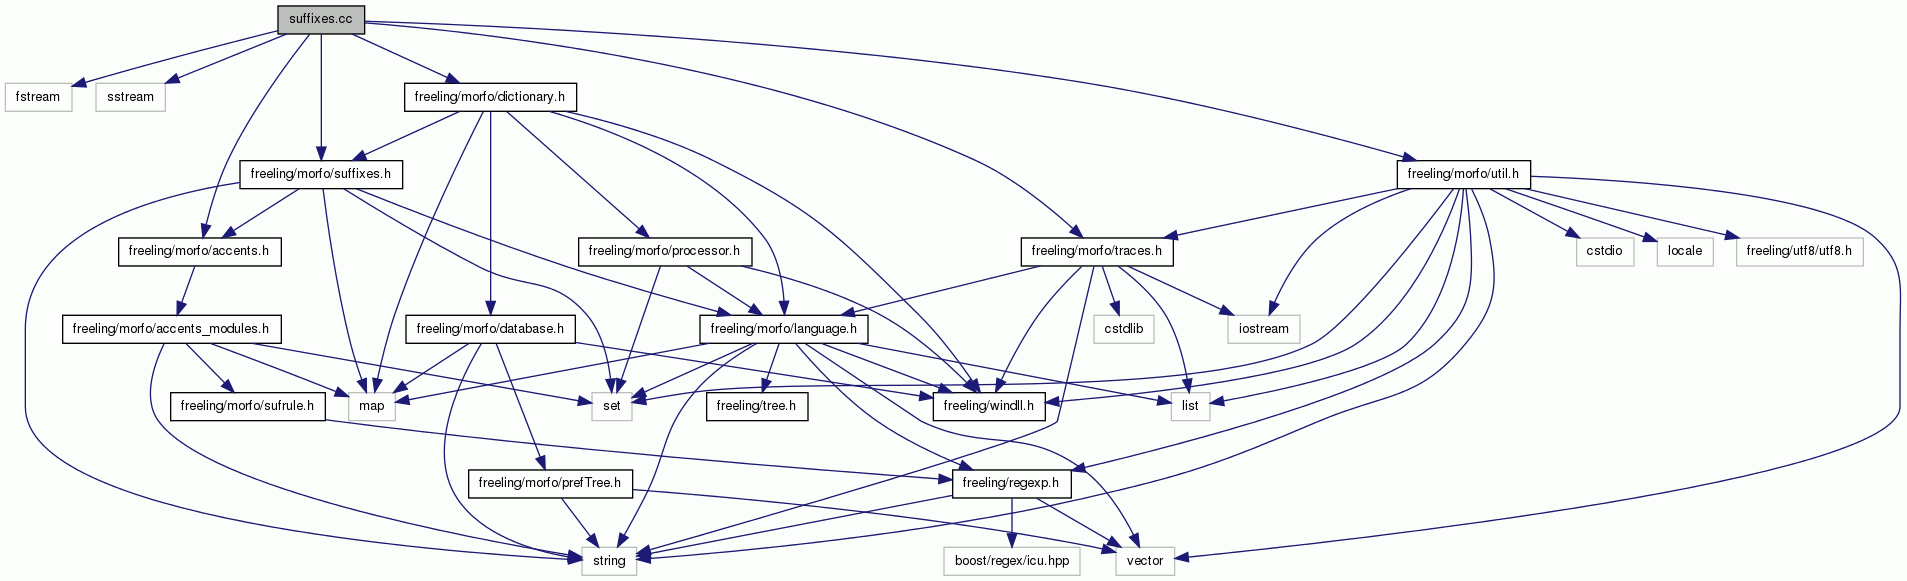 suffixes.cc
fstream
sstream
freeling/morfo/dictionary.h
freeling/morfo/suffixes.h
freeling/morfo/util.h
freeling/morfo/accents.h
freeling/morfo/processor.h
freeling/morfo/traces.h
cstdio
locale
freeling/utf8/utf8.h
freeling/morfo/accents_modules.h
freeling/morfo/database.h
freeling/morfo/language.h
cstdlib
iostream
freeling/morfo/sufrule.h
map
set
freeling/tree.h
freeling/windll.h
list
freeling/morfo/prefTree.h
freeling/regexp.h
string
boost/regex/icu.hpp
vector